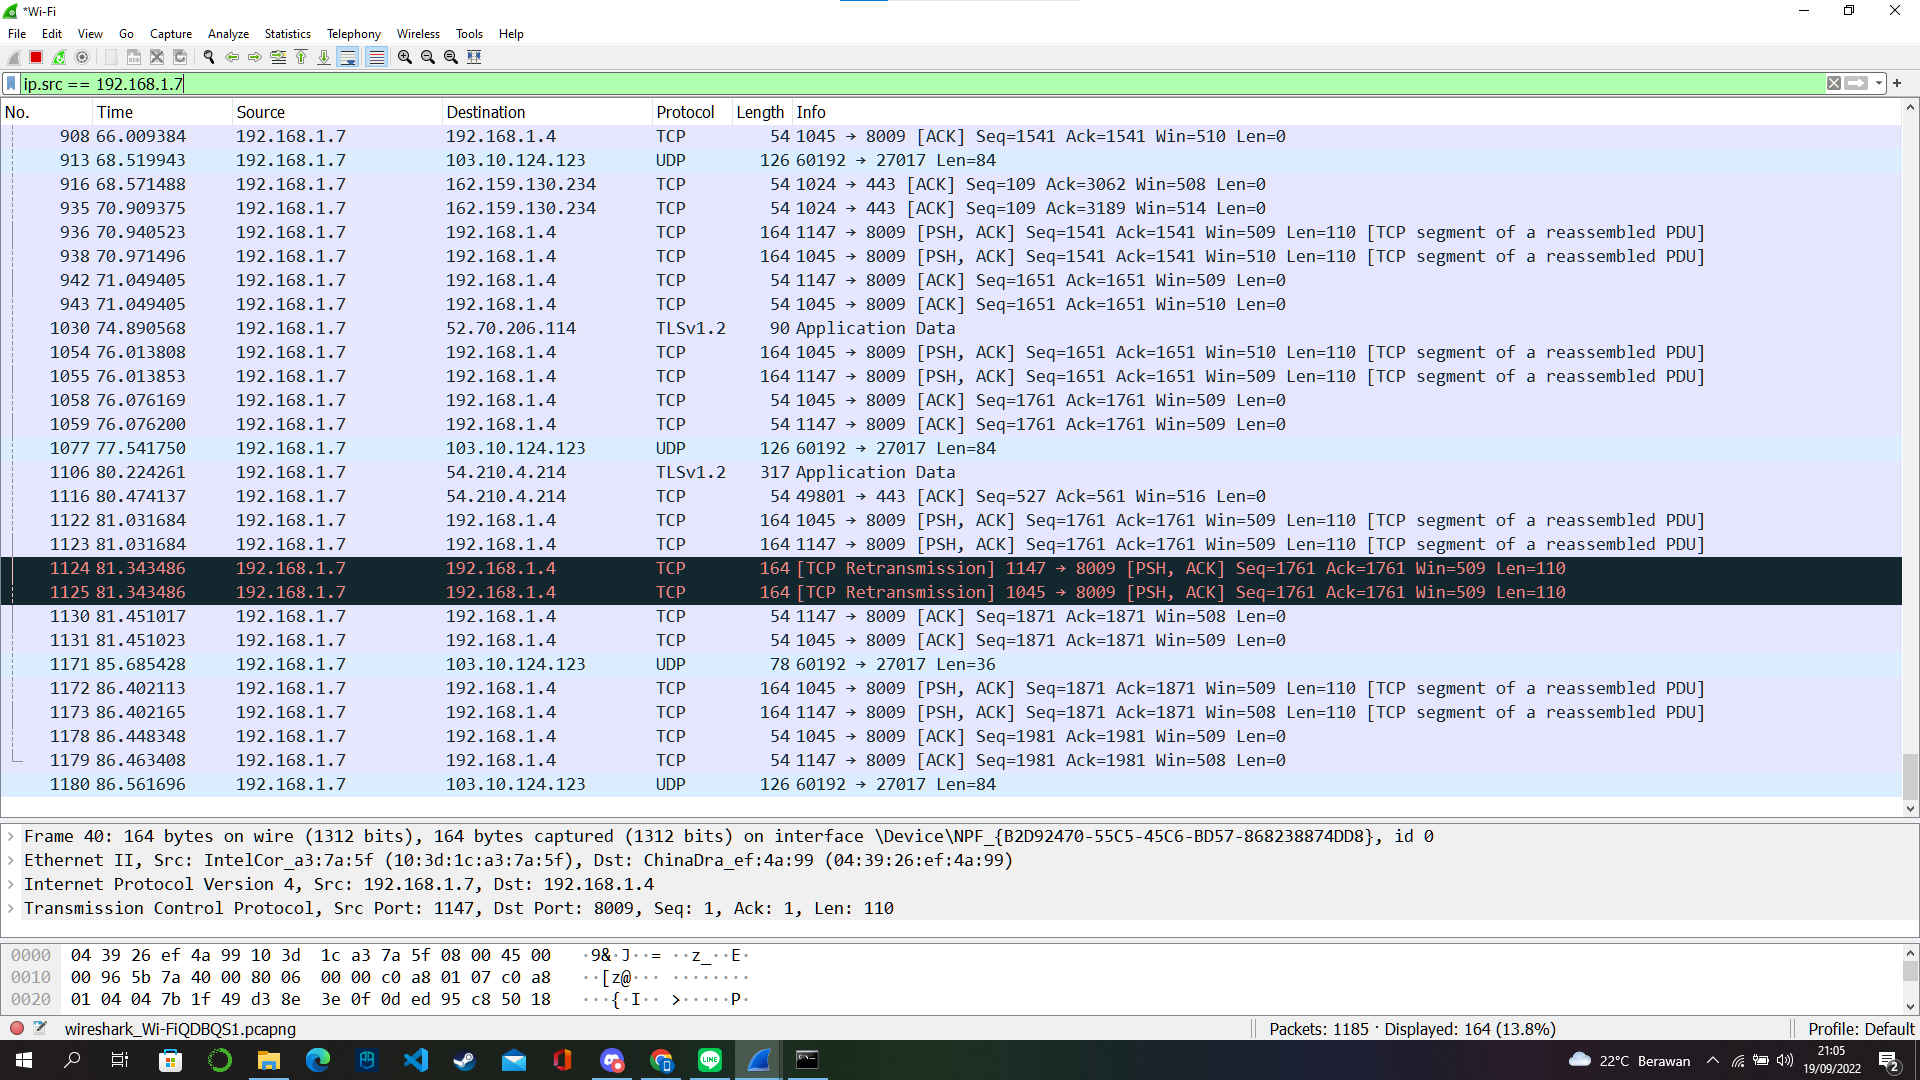 *Wi-Fi
File Edit View Go Capture Analyze Statistics Telephony Wireless Tools Help
ip.src == 192.168.1.7
No. Time Source Destination Protocol Length Info
908 66.009384 192.168.1.7 192.168.1.4 TCP 54 1045 → 8009 [ACK] Seq=1541 Ack=1541 Win=510 Len=0
913 68.519943 192.168.1.7 103.10.124.123 UDP 126 60192 → 27017 Len=84
916 68.571488 192.168.1.7 162.159.130.234 TCP 54 1024 → 443 [ACK] Seq=109 Ack=3062 Win=508 Len=0
935 70.909375 192.168.1.7 162.159.130.234 TCP 54 1024 → 443 [ACK] Seq=109 Ack=3189 Win=514 Len=0
936 70.940523 192.168.1.7 192.168.1.4 TCP 164 1147 → 8009 [PSH, ACK] Seq=1541 Ack=1541 Win=509 Len=110 [TCP segment of a reassembled PDU]
938 70.971496 192.168.1.7 192.168.1.4 TCP 164 1045 → 8009 [PSH, ACK] Seq=1541 Ack=1541 Win=510 Len=110 [TCP segment of a reassembled PDU]
942 71.049405 192.168.1.7 192.168.1.4 TCP 54 1147 → 8009 [ACK] Seq=1651 Ack=1651 Win=509 Len=0
943 71.049405 192.168.1.7 192.168.1.4 TCP 54 1045 → 8009 [ACK] Seq=1651 Ack=1651 Win=510 Len=0
1030 74.890568 192.168.1.7 52.70.206.114 TLSv1.2 90 Application Data
1054 76.013808 192.168.1.7 192.168.1.4 TCP 164 1045 → 8009 [PSH, ACK] Seq=1651 Ack=1651 Win=510 Len=110 [TCP segment of a reassembled PDU]
1055 76.013853 192.168.1.7 192.168.1.4 TCP 164 1147 → 8009 [PSH, ACK] Seq=1651 Ack=1651 Win=509 Len=110 [TCP segment of a reassembled PDU]
1058 76.076169 192.168.1.7 192.168.1.4 TCP 54 1045 → 8009 [ACK] Seq=1761 Ack=1761 Win=509 Len=0
1059 76.076200 192.168.1.7 192.168.1.4 TCP 54 1147 → 8009 [ACK] Seq=1761 Ack=1761 Win=509 Len=0
1077 77.541750 192.168.1.7 103.10.124.123 UDP 126 60192 → 27017 Len=84
1106 80.224261 192.168.1.7 54.210.4.214 TLSv1.2 317 Application Data
1116 80.474137 192.168.1.7 54.210.4.214 TCP 54 49801 → 443 [ACK] Seq=527 Ack=561 Win=516 Len=0
1122 81.031684 192.168.1.7 192.168.1.4 TCP 164 1045 → 8009 [PSH, ACK] Seq=1761 Ack=1761 Win=509 Len=110 [TCP segment of a reassembled PDU]
1123 81.031684 192.168.1.7 192.168.1.4 TCP 164 1147 → 8009 [PSH, ACK] Seq=1761 Ack=1761 Win=509 Len=110 [TCP segment of a reassembled PDU]
1124 81.343486 192.168.1.7 192.168.1.4 TCP 164 [TCP Retransmission] 1147 → 8009 [PSH, ACK] Seq=1761 Ack=1761 Win=509 Len=110
1125 81.343486 192.168.1.7 192.168.1.4 TCP 164 [TCP Retransmission] 1045 → 8009 [PSH, ACK] Seq=1761 Ack=1761 Win=509 Len=110
1130 81.451017 192.168.1.7 192.168.1.4 TCP 54 1147 → 8009 [ACK] Seq=1871 Ack=1871 Win=508 Len=0
1131 81.451023 192.168.1.7 192.168.1.4 TCP 54 1045 → 8009 [ACK] Seq=1871 Ack=1871 Win=509 Len=0
1171 85.685428 192.168.1.7 103.10.124.123 UDP 78 60192 → 27017 Len=36
1172 86.402113 192.168.1.7 192.168.1.4 TCP 164 1045 → 8009 [PSH, ACK] Seq=1871 Ack=1871 Win=509 Len=110 [TCP segment of a reassembled PDU]
1173 86.402165 192.168.1.7 192.168.1.4 TCP 164 1147 → 8009 [PSH, ACK] Seq=1871 Ack=1871 Win=508 Len=110 [TCP segment of a reassembled PDU]
1178 86.448348 192.168.1.7 192.168.1.4 TCP 54 1045 → 8009 [ACK] Seq=1981 Ack=1981 Win=509 Len=0
1179 86.463408 192.168.1.7 192.168.1.4 TCP 54 1147 → 8009 [ACK] Seq=1981 Ack=1981 Win=508 Len=0
1180 86.561696 192.168.1.7 103.10.124.123 UDP 126 60192 → 27017 Len=84
Frame 40: 164 bytes on wire (1312 bits), 164 bytes captured (1312 bits) on interface \Device\NPF_{B2D92470-55C5-45C6-BD57-868238874DD8}, id 0
Ethernet II, Src: IntelCor_a3:7a:5f (10:3d:1c:a3:7a:5f), Dst: ChinaDra_ef:4a:99 (04:39:26:ef:4a:99)
Internet Protocol Version 4, Src: 192.168.1.7, Dst: 192.168.1.4
Transmission Control Protocol, Src Port: 1147, Dst Port: 8009, Seq: 1, Ack: 1, Len: 110
0000 04 39 26 ef 4a 99 10 3d 1c a3 7a 5f 08 00 45 00 ·9&·J··= ··z_··E·
0010 00 96 5b 7a 40 00 80 06 00 00 c0 a8 01 07 c0 a8 ··[z@··· ········
0020 01 04 04 7b 1f 49 d3 8e 3e 0f 0d ed 95 c8 50 18 ···{·I·· >·····P·
wireshark_Wi-FiQDBQS1.pcapng Packets: 1185 · Displayed: 164 (13.8%) Profile: Default
LINE
22°C Berawan
21:05
19/09/2022
2